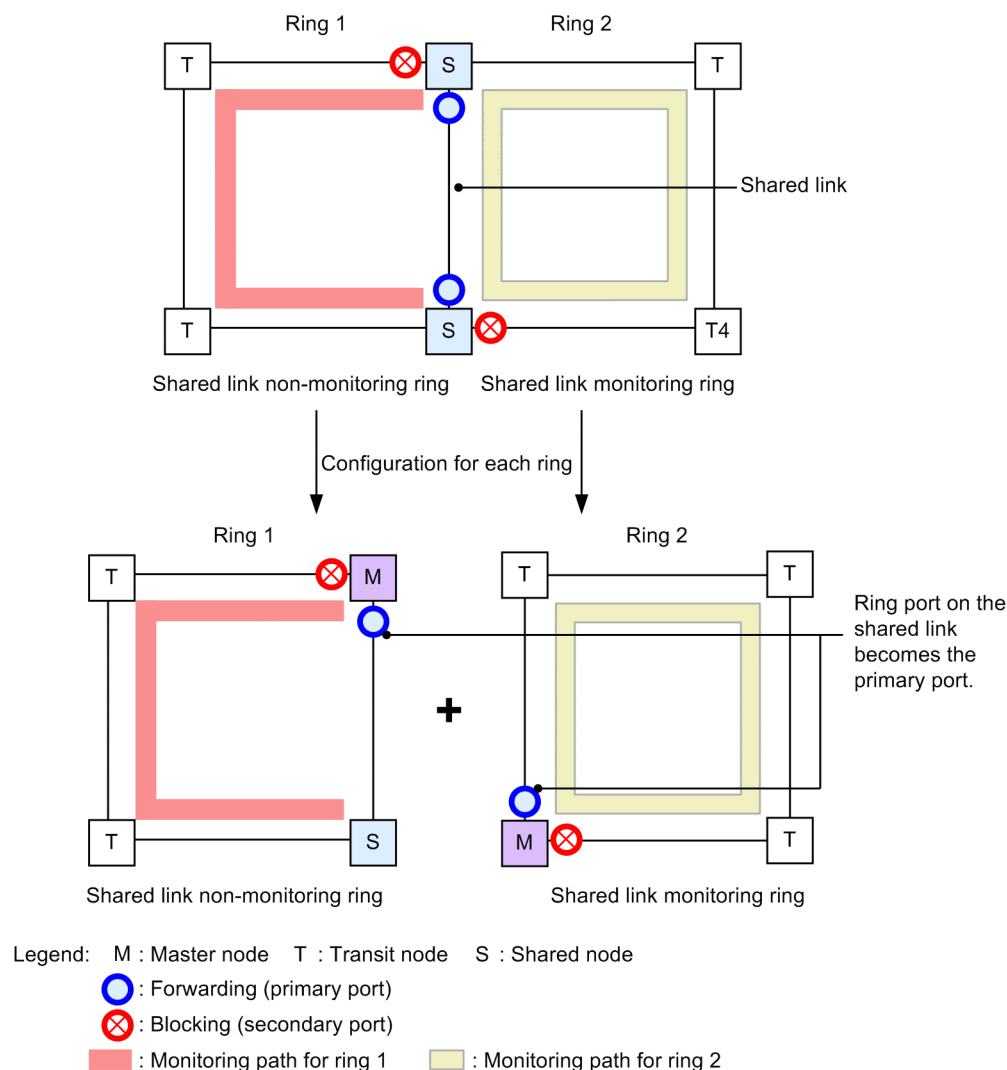 Ring 1
Ring 2
T
S
T
Shared link
T
S
T4
Shared link non-monitoring ring
Shared link monitoring ring
Configuration for each ring
Ring 1
Ring 2
T
M
T
T
Ring port on the
shared link
becomes the
primary port.
+
T
S
M
T
Shared link non-monitoring ring
Shared link monitoring ring
Legend: M : Master node T : Transit node S : Shared node
: Forwarding (primary port)
: Blocking (secondary port)
: Monitoring path for ring 1
: Monitoring path for ring 2